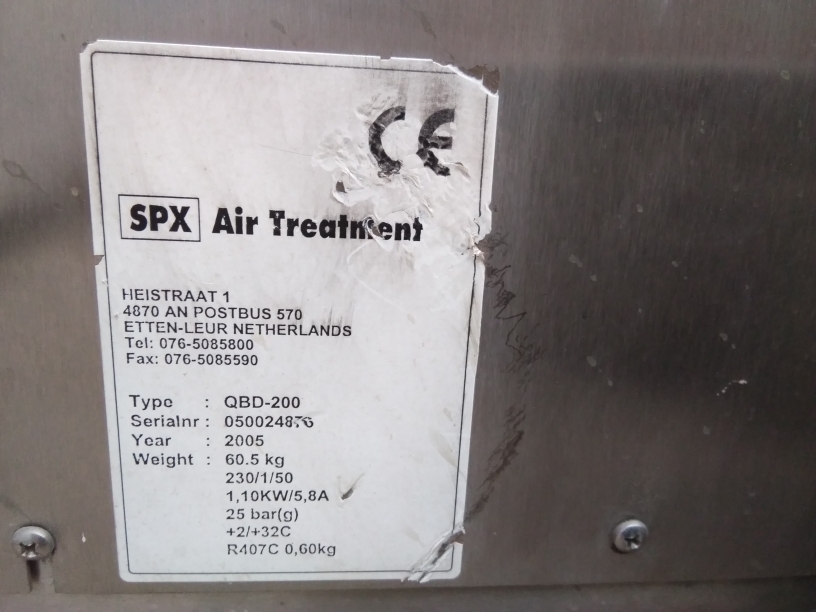 CE
SPX Air Treatment
HEISTRAAT 1
4870 AN POSTBUS 570
ETTEN-LEUR NETHERLANDS
Tel: 076-5085800
Fax: 076-5085590
Type : QBD-200
Serialnr : 050024876
Year : 2005
Weight : 60.5 kg
230/1/50
1,10KW/5,8A
25 bar(g)
+2/+32C
R407C 0,60kg